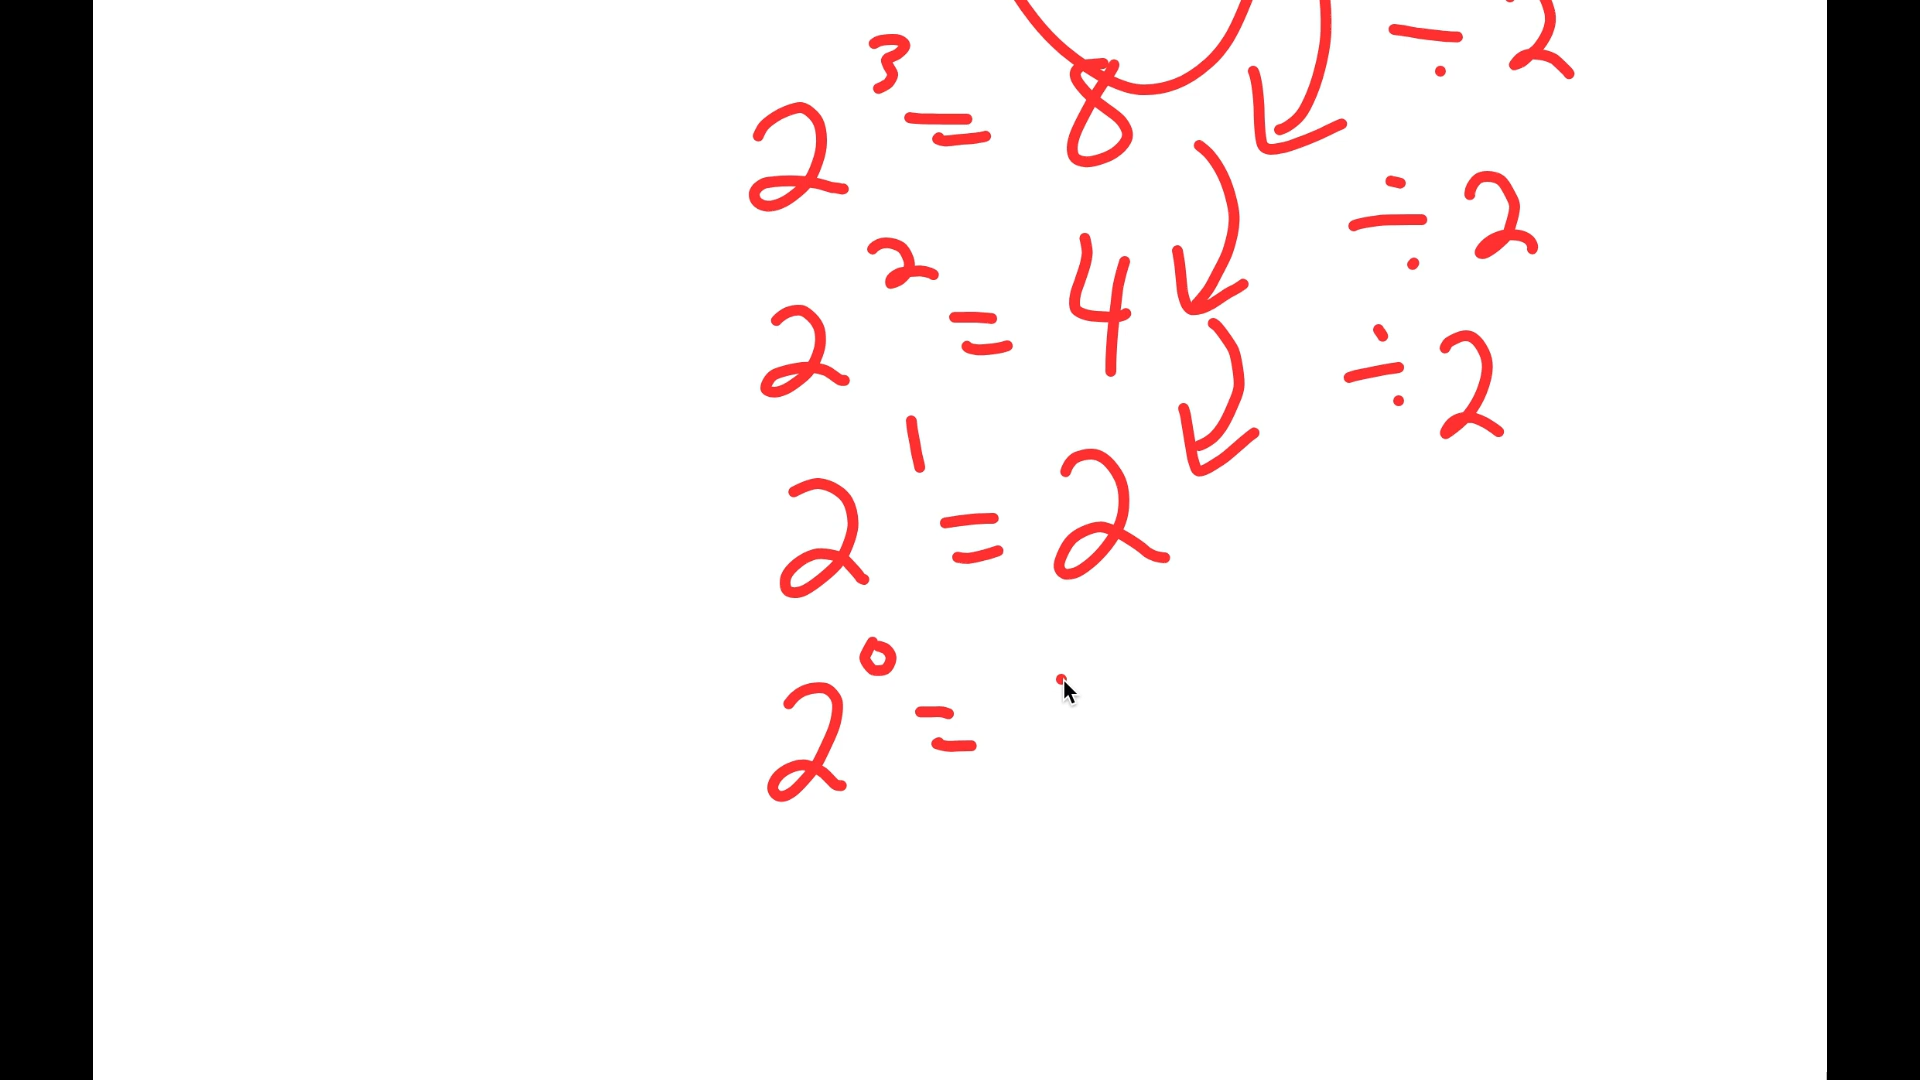 ÷ 2
2³ = 8
÷ 2
2² = 4
÷ 2
2¹ = 2
2⁰ =